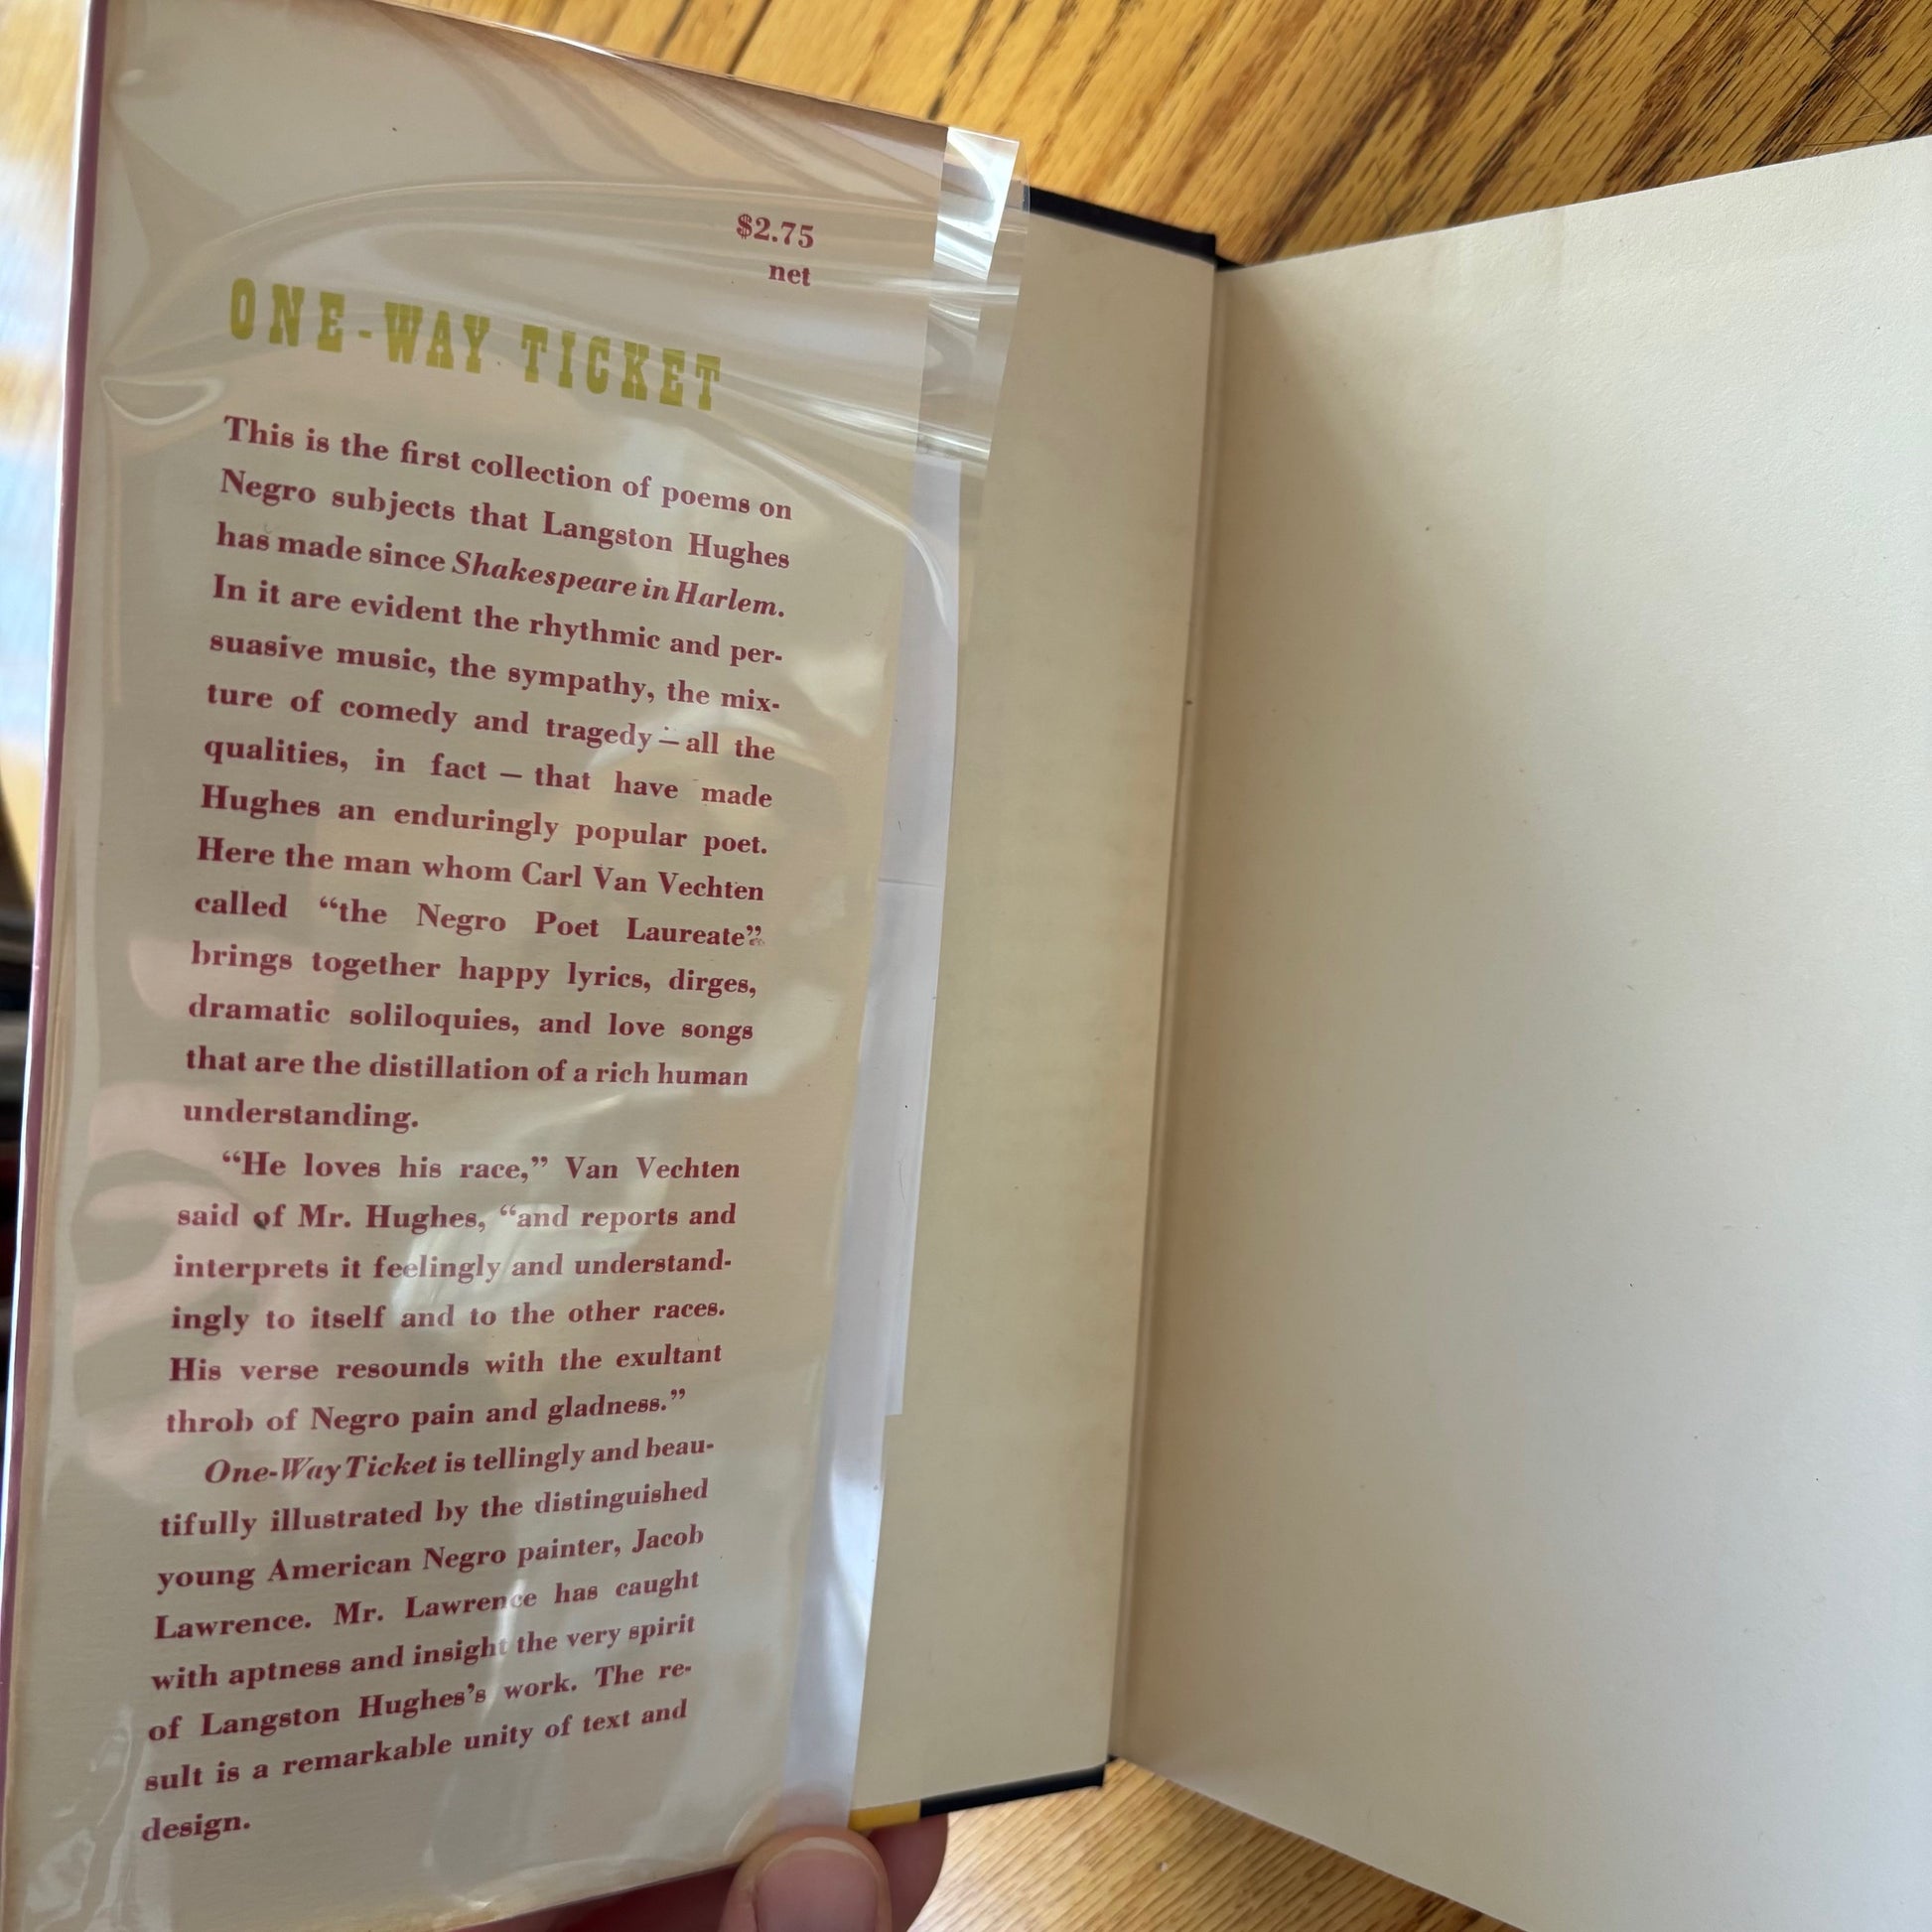 $2.75
net
ONE-WAY TICKET
This is the first collection of poems on
Negro subjects that Langston Hughes
has made since Shakespeare in Harlem.
In it are evident the rhythmic and per-
suasive music, the sympathy, the mix-
ture of comedy and tragedy — all the
qualities, in fact — that have made
Hughes an enduringly popular poet.
Here the man whom Carl Van Vechten
called “the Negro Poet Laureate”
brings together happy lyrics, dirges,
dramatic soliloquies, and love songs
that are the distillation of a rich human
understanding.
“He loves his race,” Van Vechten
said of Mr. Hughes, “and reports and
interprets it feelingly and understand-
ingly to itself and to the other races.
His verse resounds with the exultant
throb of Negro pain and gladness.”
One-Way Ticket is tellingly and beau-
tifully illustrated by the distinguished
young American Negro painter, Jacob
Lawrence. Mr. Lawrence has caught
with aptness and insight the very spirit
of Langston Hughes’s work. The re-
sult is a remarkable unity of text and
design.